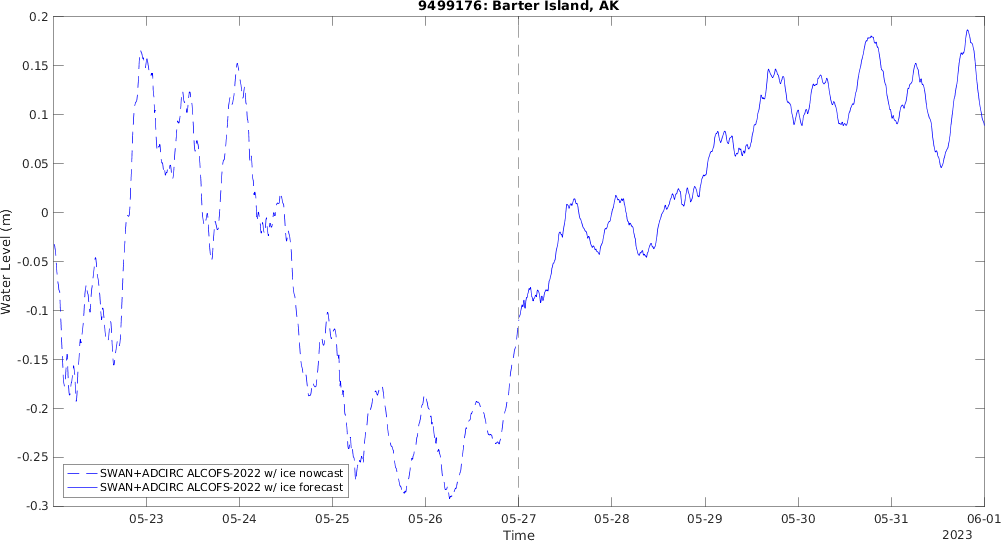 9499176: Barter Island, AK
0.2
0.15
0.1
0.05
0
-0.05
-0.1
-0.15
-0.2
-0.25
-0.3
Water Level (m)
SWAN+ADCIRC ALCOFS-2022 w/ ice nowcast
SWAN+ADCIRC ALCOFS-2022 w/ ice forecast
05-23 05-24 05-25 05-26 05-27 05-28 05-29 05-30 05-31 06-01
Time
2023